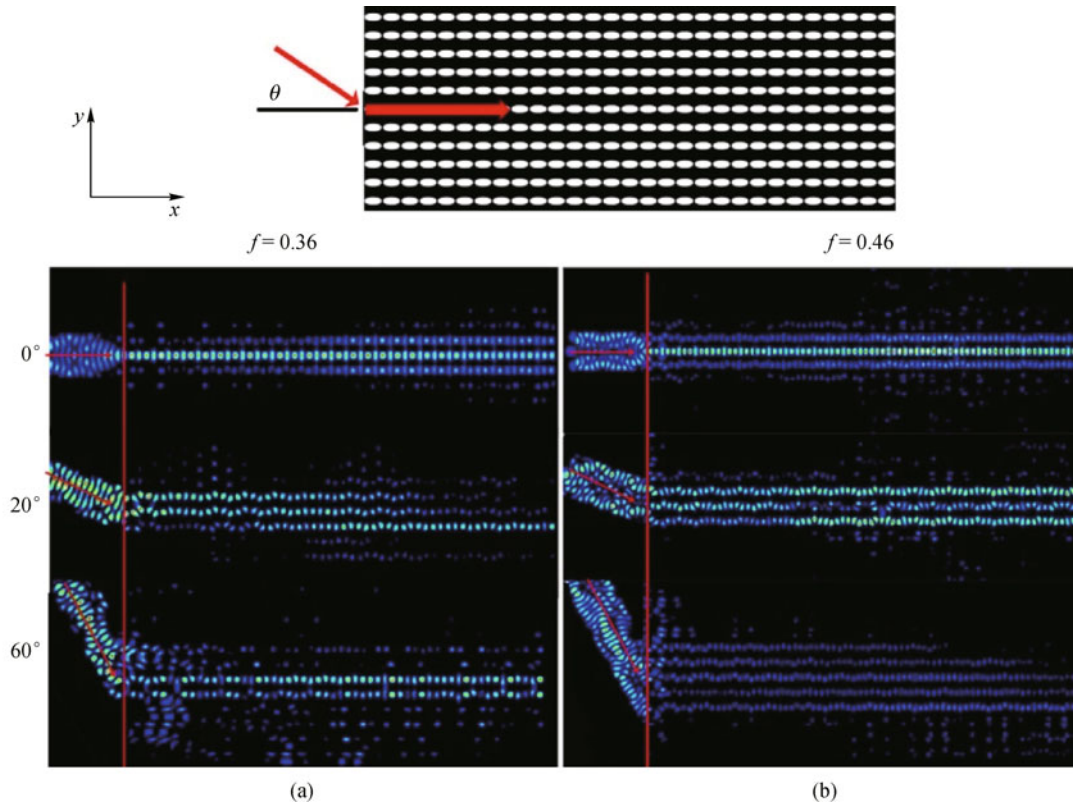 θ
y
x
f = 0.36
f = 0.46
0°
20°
60°
(a)
(b)